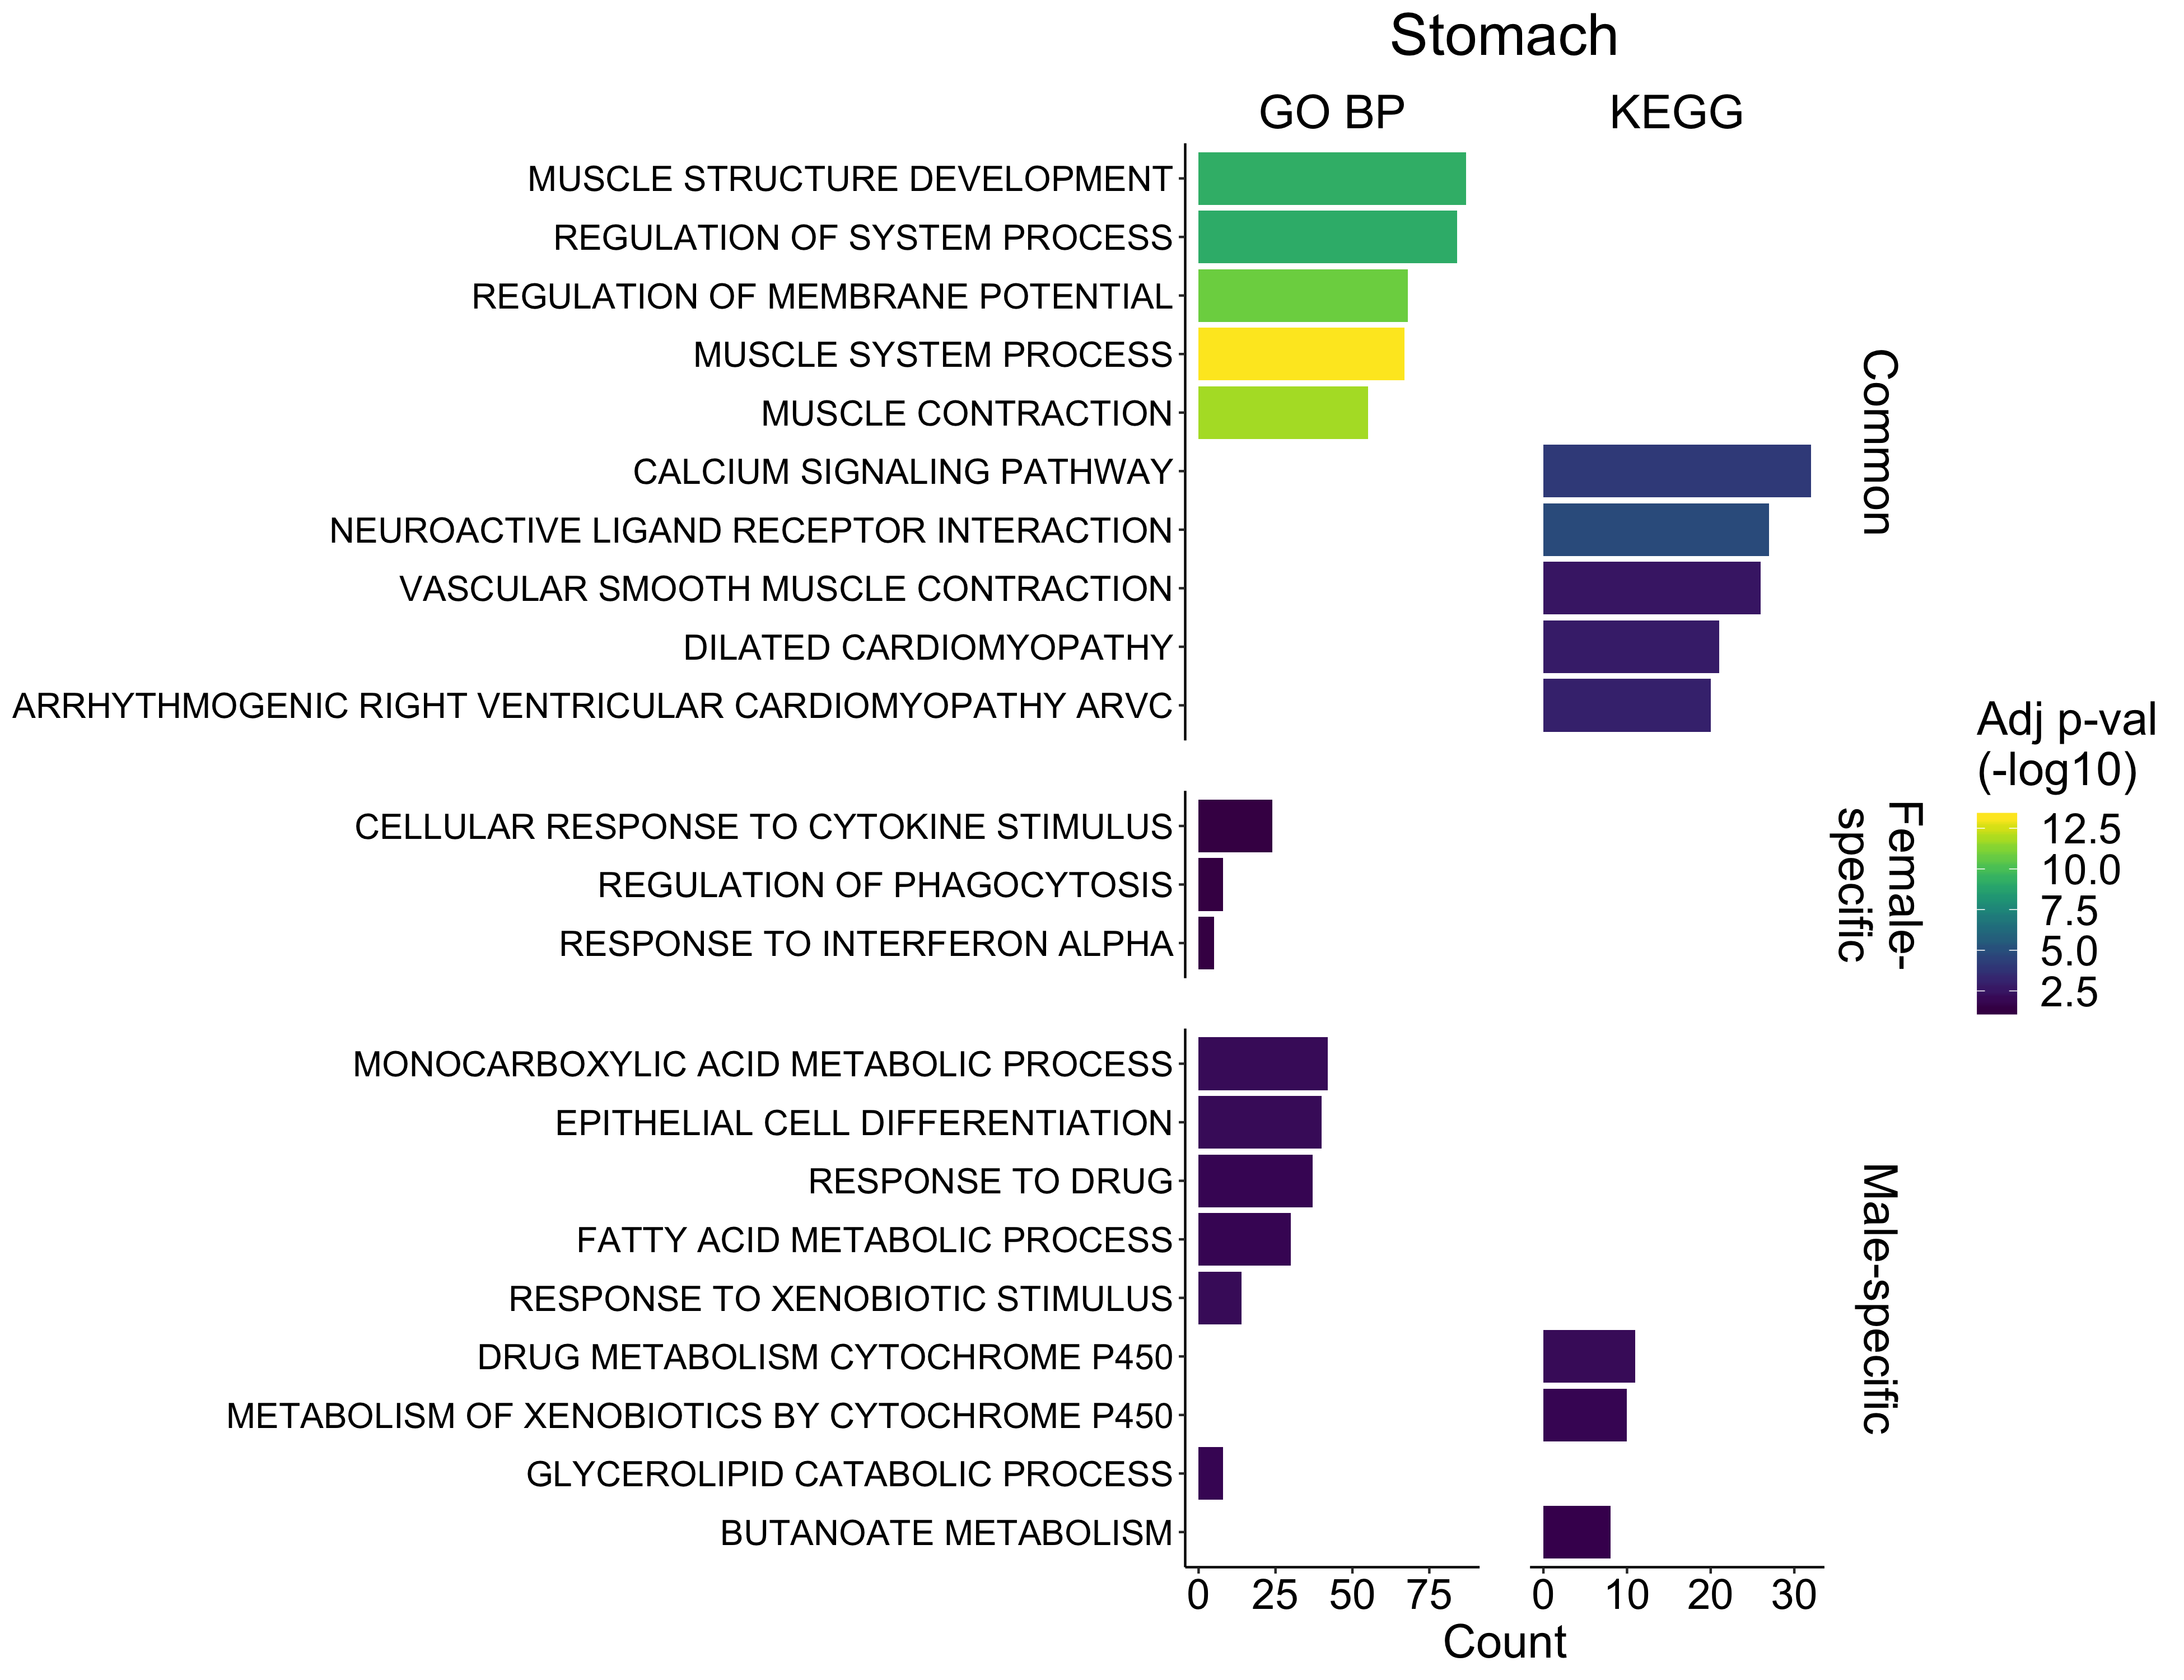 Stomach
GO BP
KEGG
MUSCLE STRUCTURE DEVELOPMENT
REGULATION OF SYSTEM PROCESS
REGULATION OF MEMBRANE POTENTIAL
MUSCLE SYSTEM PROCESS
MUSCLE CONTRACTION
CALCIUM SIGNALING PATHWAY
NEUROACTIVE LIGAND RECEPTOR INTERACTION
VASCULAR SMOOTH MUSCLE CONTRACTION
DILATED CARDIOMYOPATHY
ARRHYTHMOGENIC RIGHT VENTRICULAR CARDIOMYOPATHY ARVC
Common
CELLULAR RESPONSE TO CYTOKINE STIMULUS
REGULATION OF PHAGOCYTOSIS
RESPONSE TO INTERFERON ALPHA
Female-
specific
MONOCARBOXYLIC ACID METABOLIC PROCESS
EPITHELIAL CELL DIFFERENTIATION
RESPONSE TO DRUG
FATTY ACID METABOLIC PROCESS
RESPONSE TO XENOBIOTIC STIMULUS
DRUG METABOLISM CYTOCHROME P450
METABOLISM OF XENOBIOTICS BY CYTOCHROME P450
GLYCEROLIPID CATABOLIC PROCESS
BUTANOATE METABOLISM
Male-specific
0 25 50 75
0 10 20 30
Count
Adj p-val
(-log10)
12.5
10.0
7.5
5.0
2.5